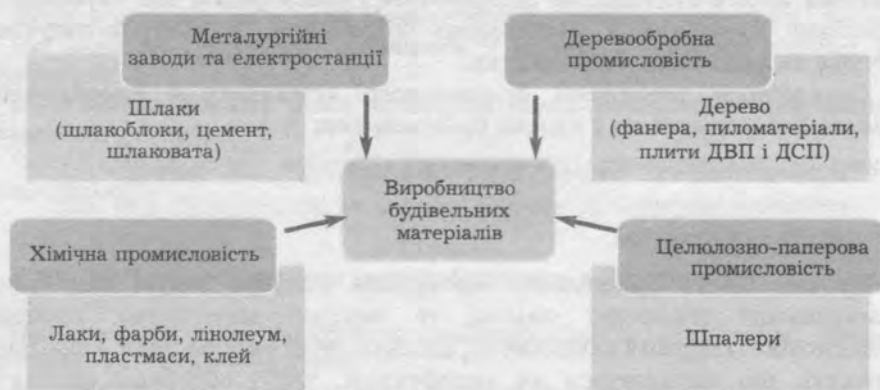 Металургійні
заводи та електростанції
Деревообробна
промисловість
Шлаки
(шлакоблоки, цемент,
шлаковата)
Дерево
(фанера, пиломатеріали,
плити ДВП і ДСП)
Виробництво
будівельних
матеріалів
Хімічна промисловість
Целюлозно-паперова
промисловість
Лаки, фарби, лінолеум,
пластмаси, клей
Шпалери